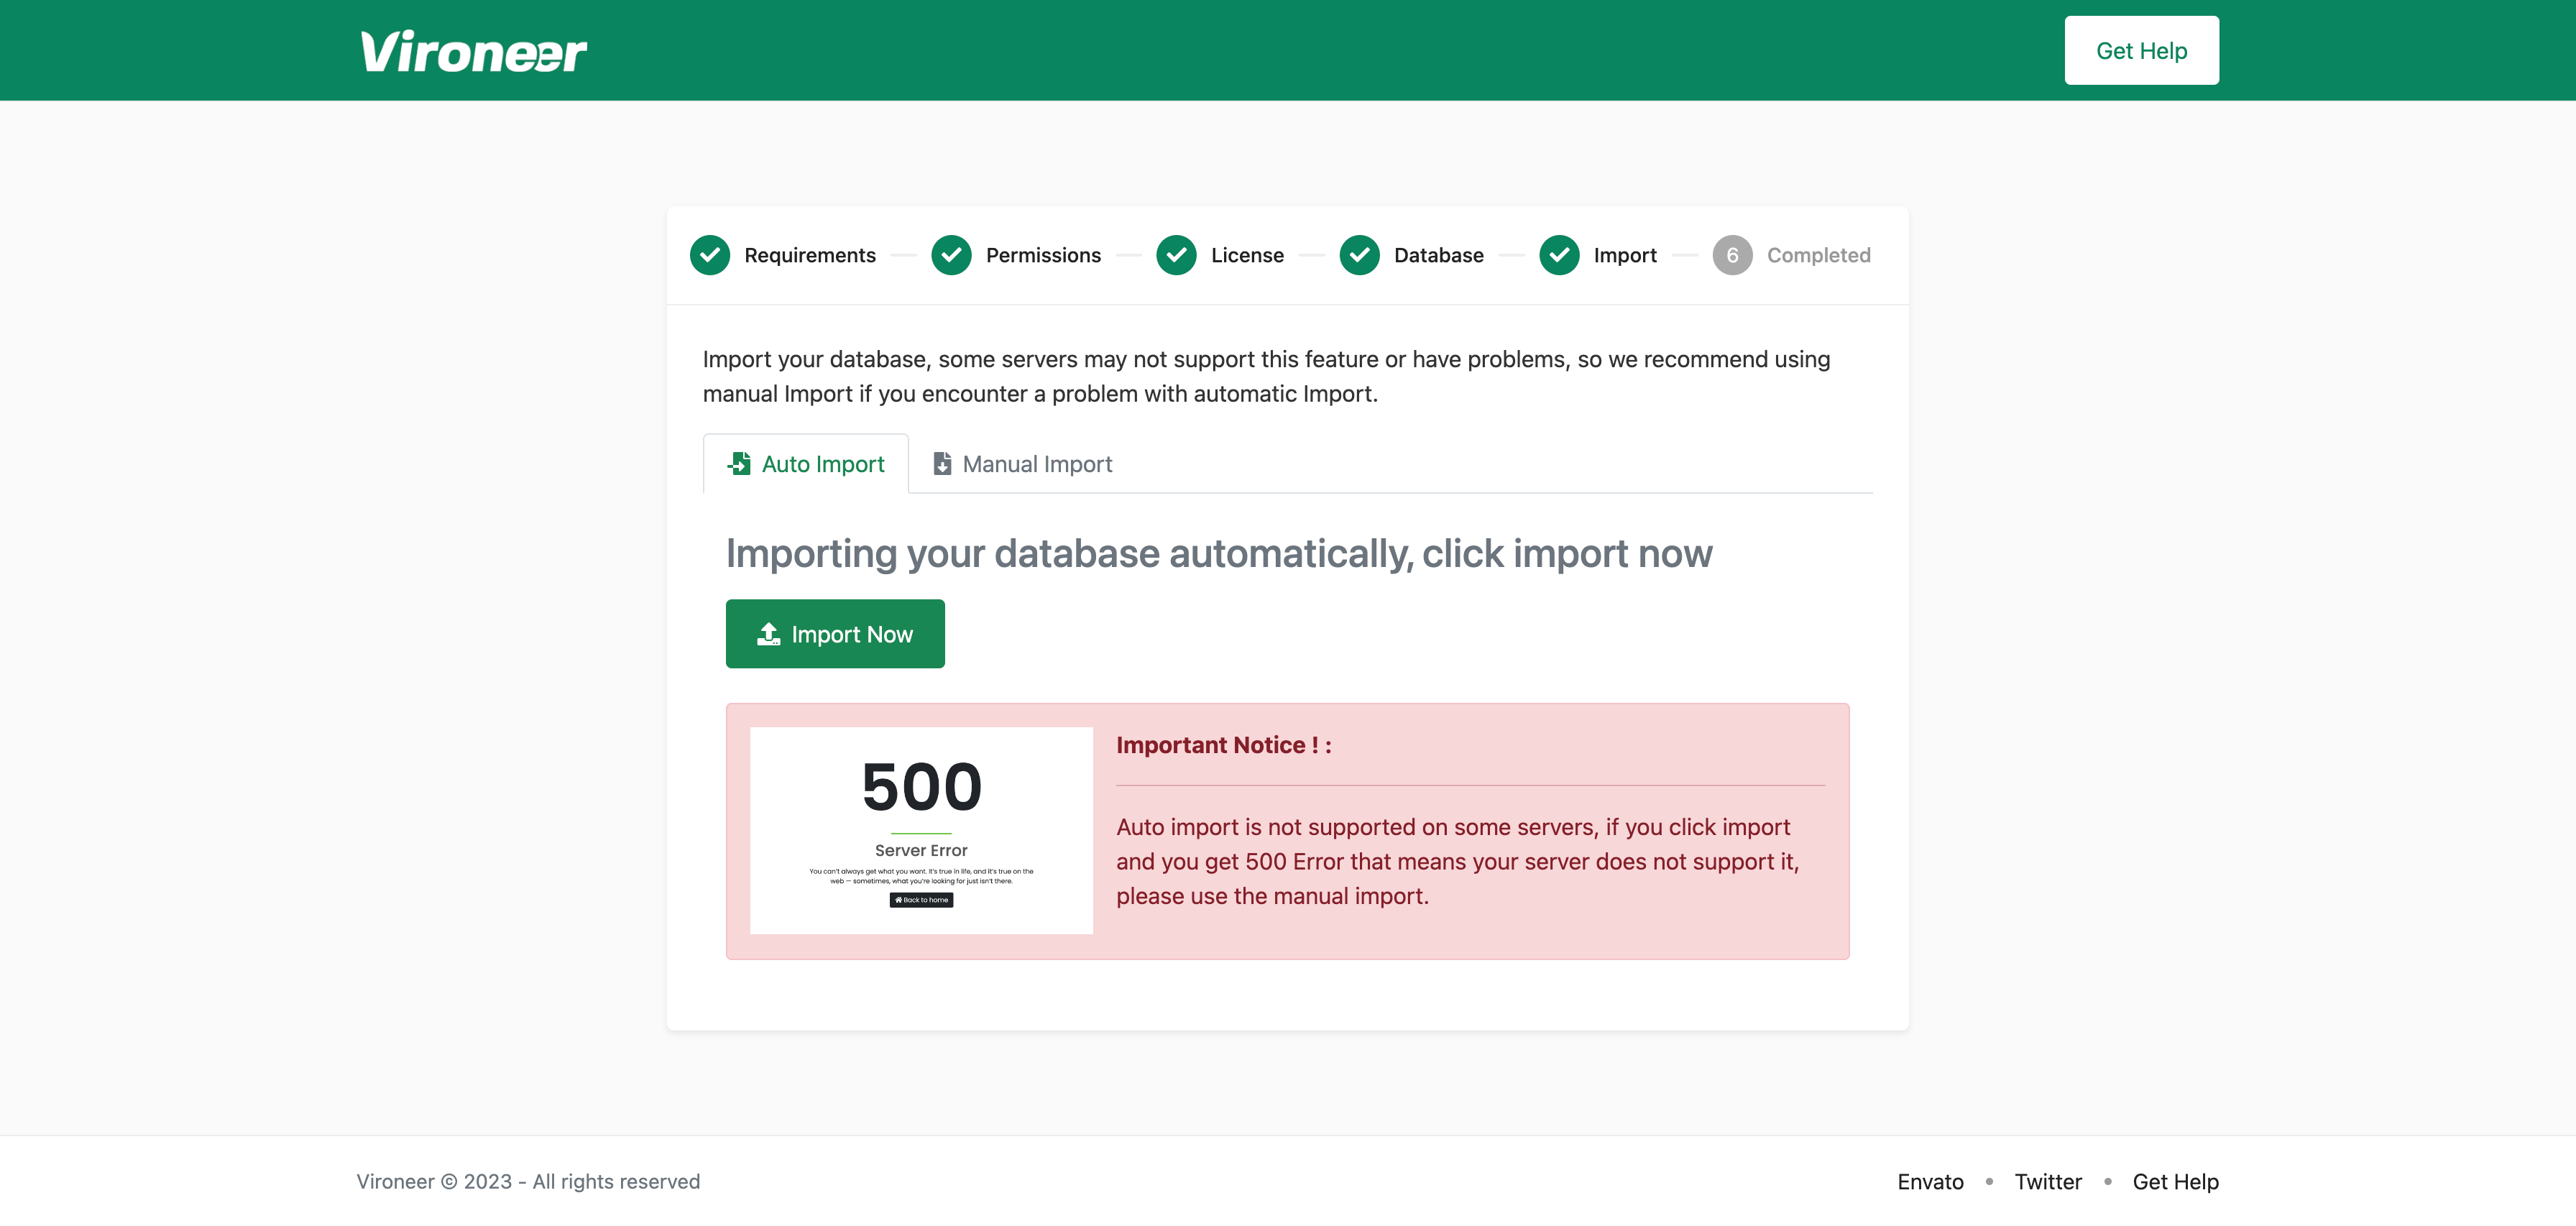 Vironeer
Get Help
Requirements
Permissions
License
Database
Import
6
Completed
Import your database, some servers may not support this feature or have problems, so we recommend using
manual Import if you encounter a problem with automatic Import.
Auto Import
Manual Import
Importing your database automatically, click import now
Import Now
500
Server Error
You can't always get what you want. It's true in life, and it's true on the
web — sometimes, what you're looking for just isn't there.
Back to home
Important Notice ! :
Auto import is not supported on some servers, if you click import
and you get 500 Error that means your server does not support it,
please use the manual import.
Vironeer © 2023 - All rights reserved
Envato • Twitter • Get Help